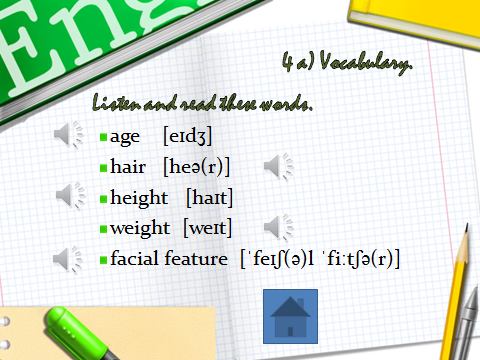 Eng
4 a) Vocabulary.
Listen and read these words.
age [eɪdʒ]
hair [heə(r)]
height [haɪt]
weight [weɪt]
facial feature [ˈfeɪʃ(ə)l ˈfiːtʃə(r)]